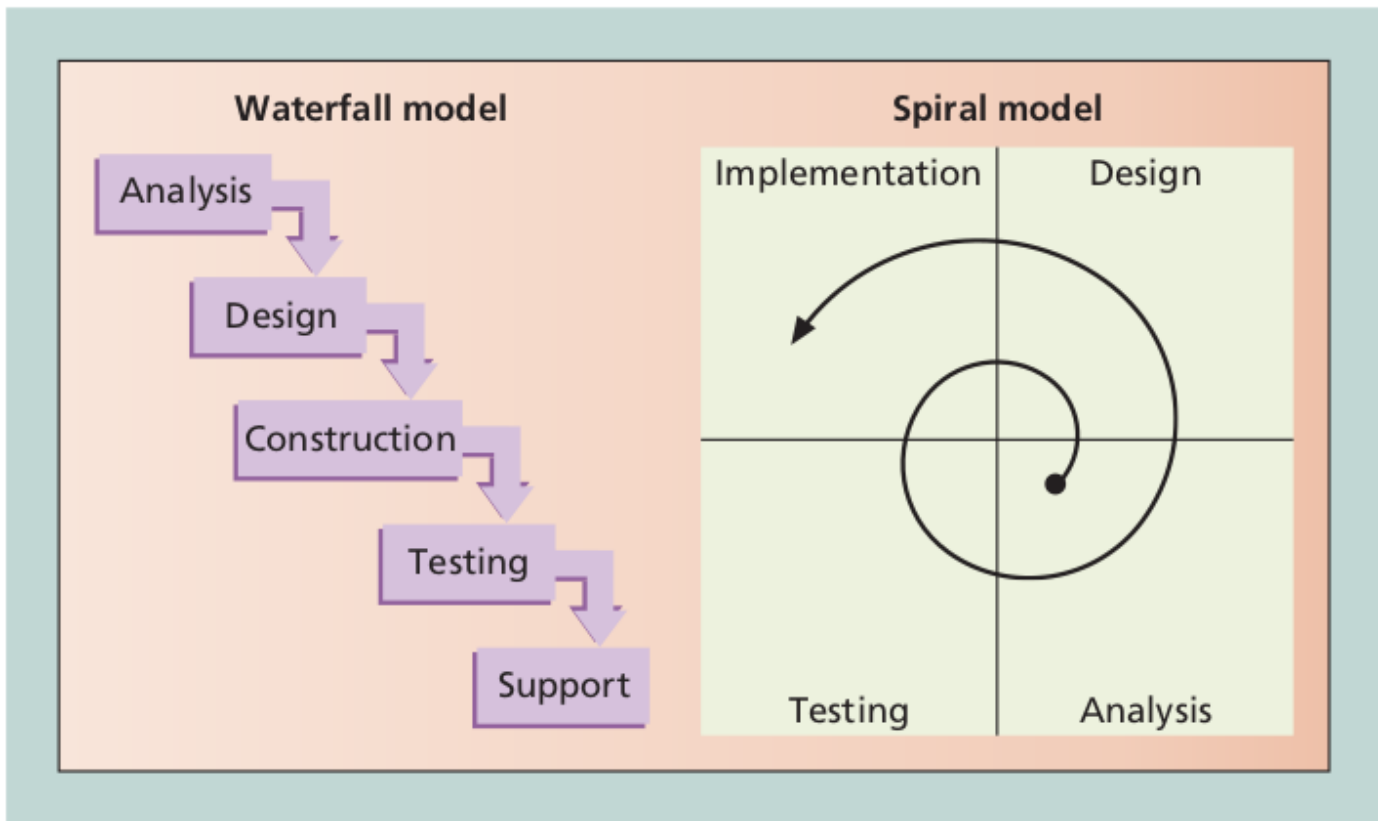 Waterfall model
Analysis
Design
Construction
Testing
Support
Spiral model
Implementation
Design
Testing
Analysis